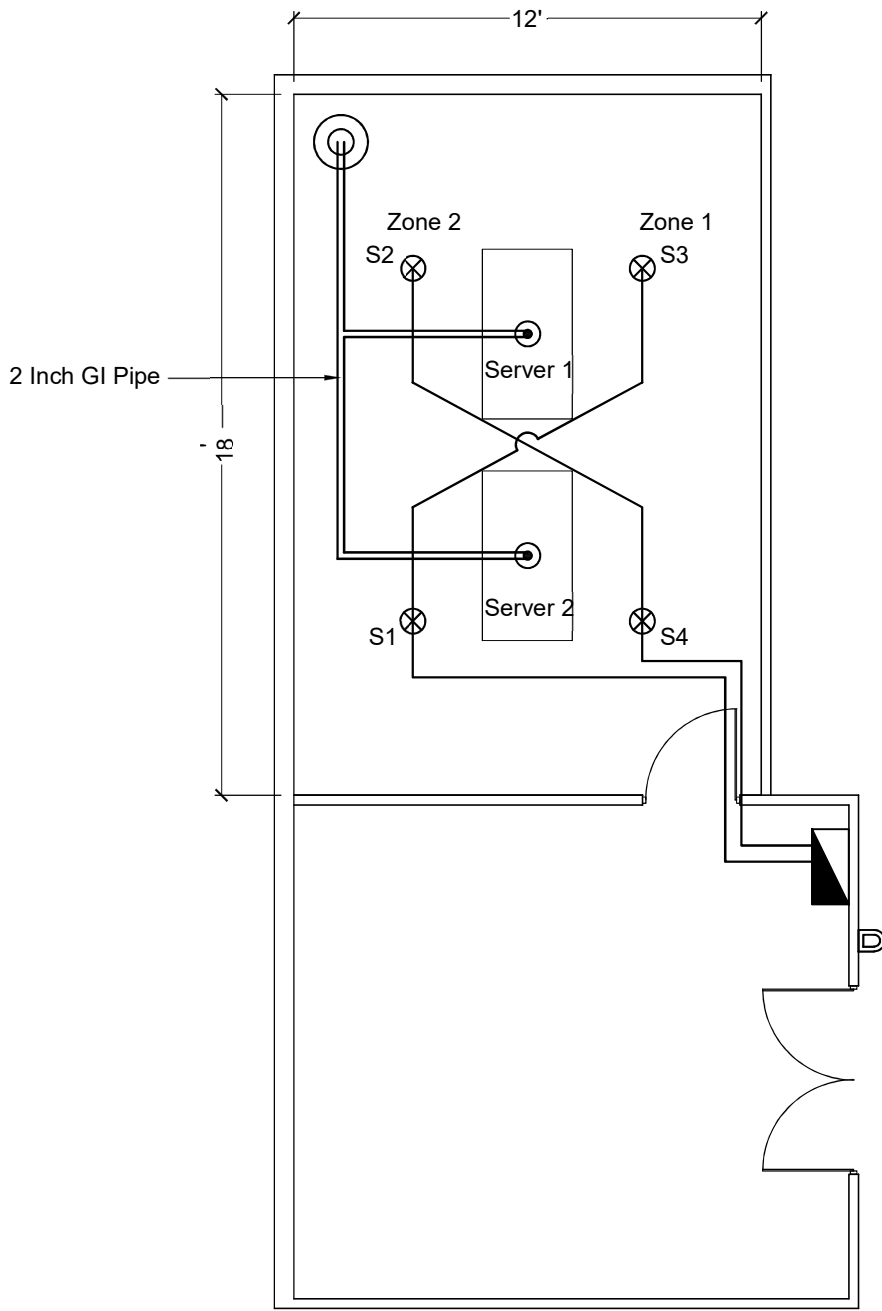 12'
Zone 2
Zone 1
S2
S3
2 Inch GI Pipe
Server 1
18'
Server 2
S1
S4